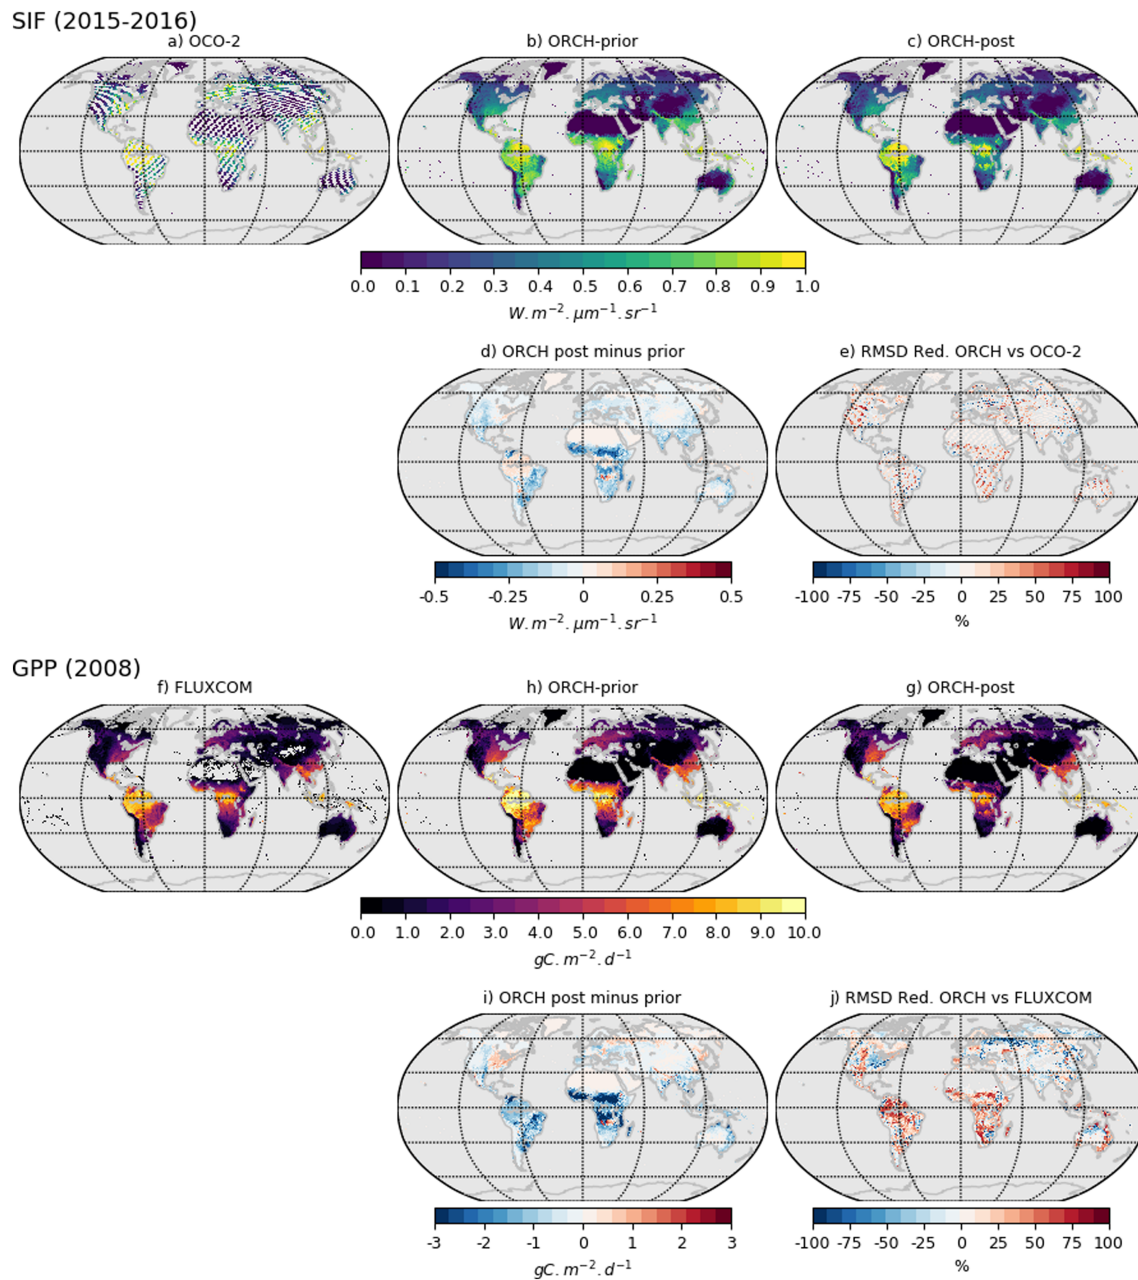 SIF (2015-2016)
a) OCO-2
b) ORCH-prior
c) ORCH-post
0.0 0.1 0.2 0.3 0.4 0.5 0.6 0.7 0.8 0.9 1.0
W.m⁻².μm⁻¹.sr⁻¹
d) ORCH post minus prior
e) RMSD Red. ORCH vs OCO-2
-0.5 -0.25 0 0.25 0.5
-100 -75 -50 -25 0 25 50 75 100
W.m⁻².μm⁻¹.sr⁻¹
%
GPP (2008)
f) FLUXCOM
h) ORCH-prior
g) ORCH-post
0.0 1.0 2.0 3.0 4.0 5.0 6.0 7.0 8.0 9.0 10.0
gC.m⁻².d⁻¹
i) ORCH post minus prior
j) RMSD Red. ORCH vs FLUXCOM
-3 -2 -1 0 1 2 3
-100 -75 -50 -25 0 25 50 75 100
gC.m⁻².d⁻¹
%